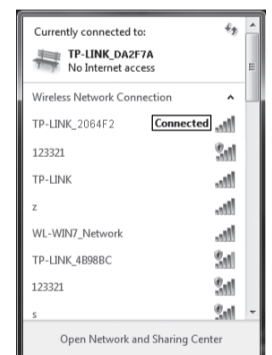 Currently connected to:
TP-LINK_DA2F7A
No Internet access
Wireless Network Connection
TP-LINK_2064F2 Connected
123321
TP-LINK
z
WL-WIN7_Network
TP-LINK_4B98BC
123321
s
Open Network and Sharing Center